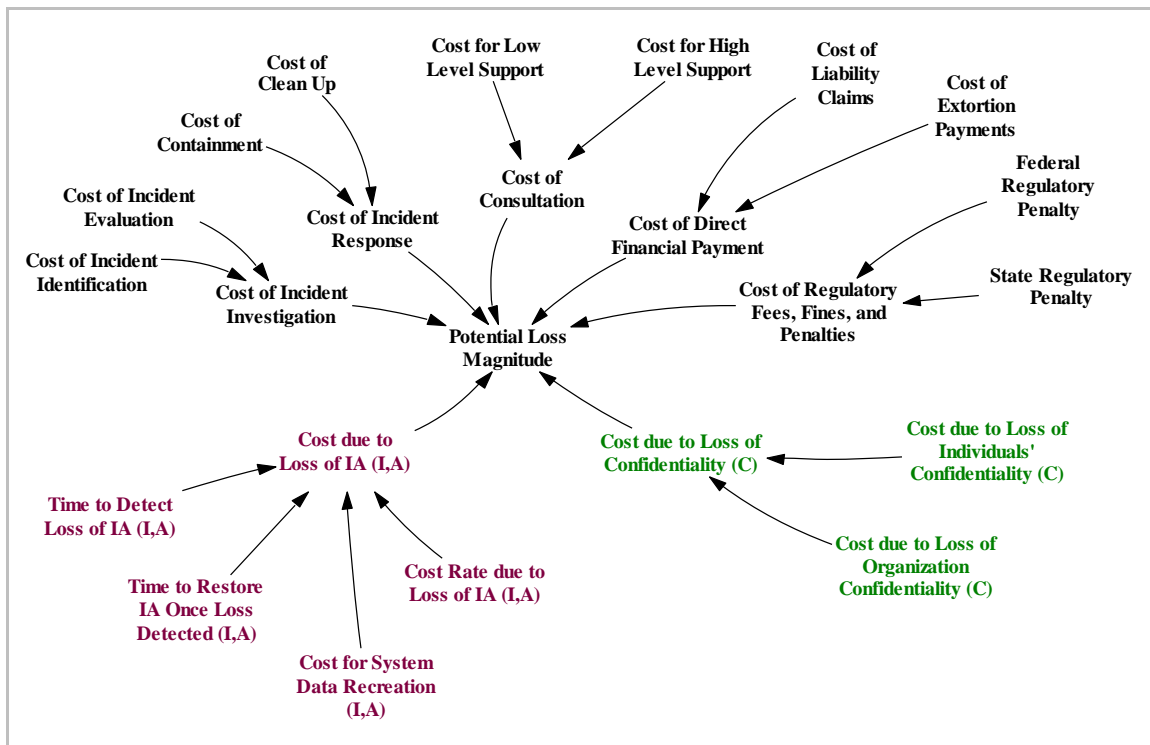 Cost of
Clean Up
Cost for Low
Level Support
Cost for High
Level Support
Cost of
Liability
Claims
Cost of
Extortion
Payments
Cost of
Containment
Federal
Regulatory
Penalty
Cost of Incident
Evaluation
Cost of
Consultation
Cost of Incident
Response
Cost of Direct
Financial Payment
Cost of Incident
Identification
State Regulatory
Penalty
Cost of Incident
Investigation
Cost of Regulatory
Fees, Fines, and
Penalties
Potential Loss
Magnitude
Cost due to
Loss of IA (I,A)
Cost due to Loss of
Confidentiality (C)
Cost due to Loss of
Individuals'
Confidentiality (C)
Time to Detect
Loss of IA (I,A)
Cost due to Loss of
Organization
Confidentiality (C)
Time to Restore
IA Once Loss
Detected (I,A)
Cost Rate due to
Loss of IA (I,A)
Cost for System
Data Recreation
(I,A)